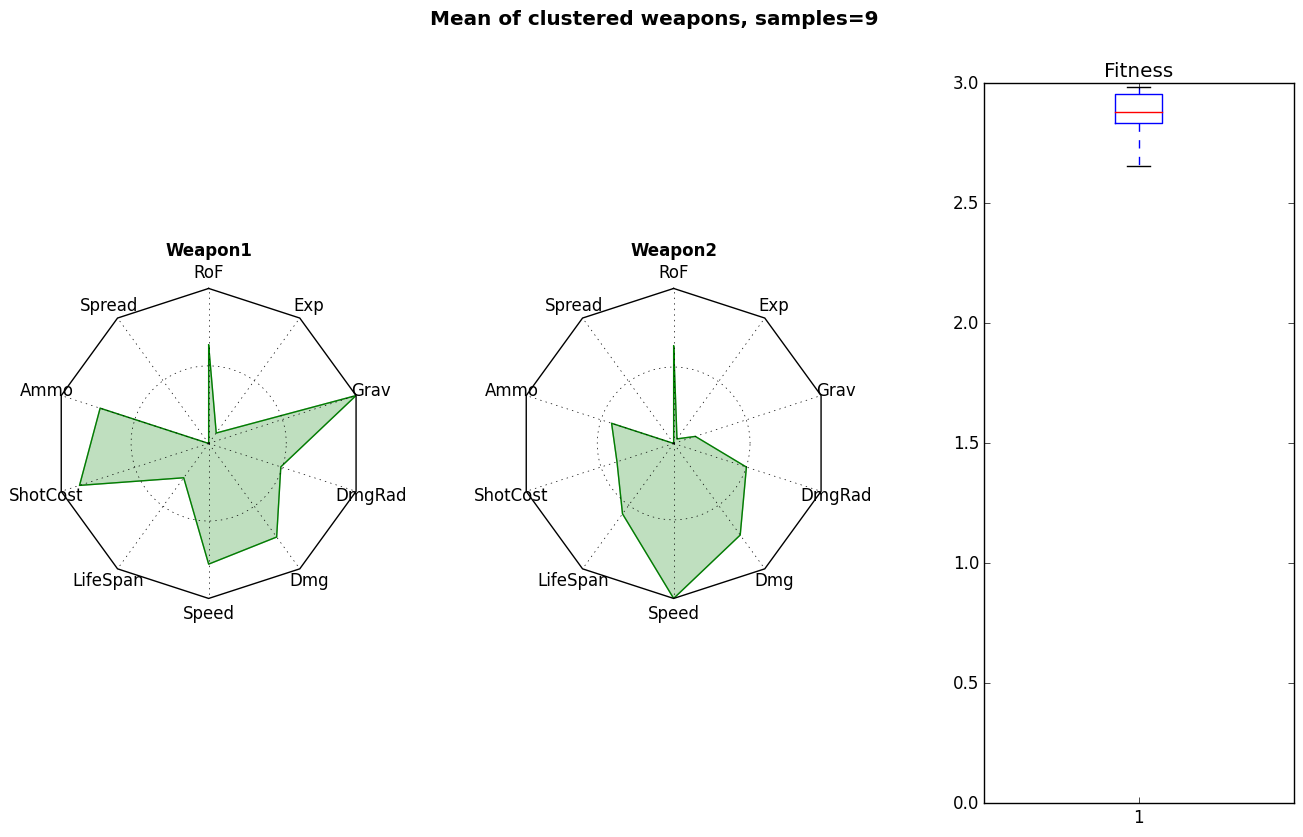 Mean of clustered weapons, samples=9
Weapon1
RoF
Spread
Exp
Ammo
Grav
ShotCost
DmgRad
LifeSpan
Dmg
Speed
Weapon2
RoF
Spread
Exp
Ammo
Grav
ShotCost
DmgRad
LifeSpan
Dmg
Speed
Fitness
3.0
2.5
2.0
1.5
1.0
0.5
0.0
1